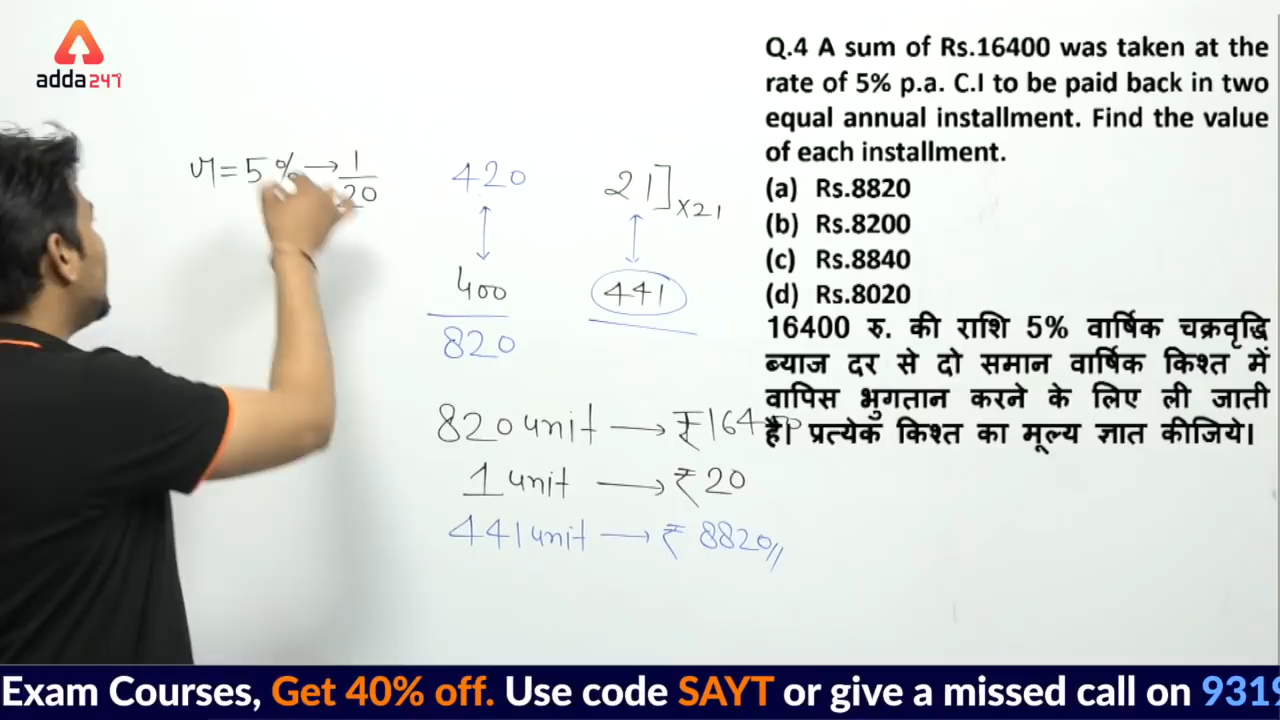 adda247
Q.4 A sum of Rs.16400 was taken at the
rate of 5% p.a. C.I to be paid back in two
equal annual installment. Find the value
of each installment.
(a) Rs.8820
(b) Rs.8200
(c) Rs.8840
(d) Rs.8020
16400 रु. की राशि 5% वार्षिक चक्रवृद्धि
ब्याज दर से दो समान वार्षिक किश्त में
वापिस भुगतान करने के लिए ली जाती
है। प्रत्येक किश्त का मूल्य ज्ञात कीजिये।
r = 5% → 1/20
420 21] ×21
400 441
820
820 unit → ₹16400
1 unit → ₹20
441 unit → ₹8820//
Exam Courses, Get 40% off. Use code SAYT or give a missed call on 9319